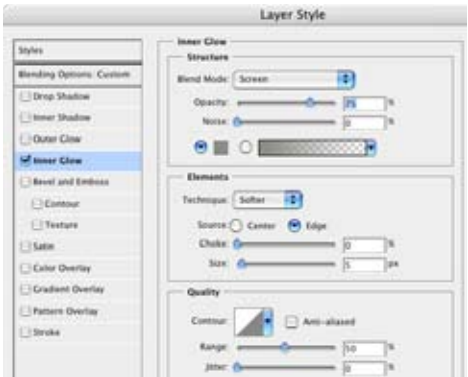 Layer Style
Styles
Blending Options: Custom
Drop Shadow
Inner Shadow
Outer Glow
Inner Glow
Bevel and Emboss
Contour
Texture
Satin
Color Overlay
Gradient Overlay
Pattern Overlay
Stroke
Inner Glow
Structure
Blend Mode: Screen
Opacity: 75 %
Noise: 0 %
Elements
Technique: Softer
Source: Center Edge
Choke: 0 %
Size: 5 px
Quality
Contour: Anti-aliased
Range: 50 %
Jitter: 0 %